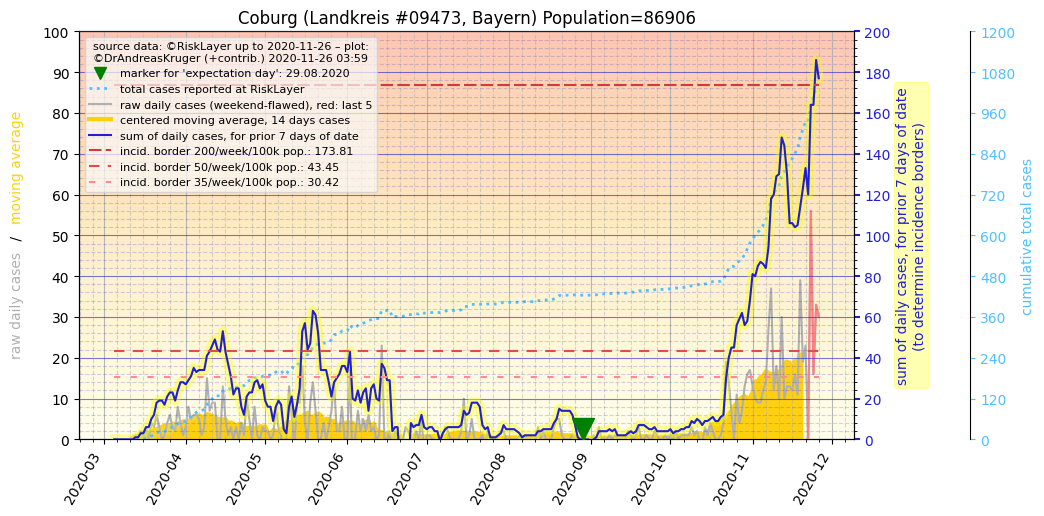 Coburg (Landkreis #09473, Bayern) Population=86906
source data: ©RiskLayer up to 2020-11-26 – plot:
©DrAndreasKruger (+contrib.) 2020-11-26 03:59
marker for 'expectation day': 29.08.2020
total cases reported at RiskLayer
raw daily cases (weekend-flawed), red: last 5
centered moving average, 14 days cases
sum of daily cases, for prior 7 days of date
incid. border 200/week/100k pop.: 173.81
incid. border 50/week/100k pop.: 43.45
incid. border 35/week/100k pop.: 30.42
raw daily cases / moving average
100
90
80
70
60
50
40
30
20
10
0
200
180
160
140
120
100
80
60
40
20
0
sum of daily cases, for prior 7 days of date
(to determine incidence borders)
1200
1080
960
840
720
600
480
360
240
120
0
cumulative total cases
2020-03
2020-04
2020-05
2020-06
2020-07
2020-08
2020-09
2020-10
2020-11
2020-12